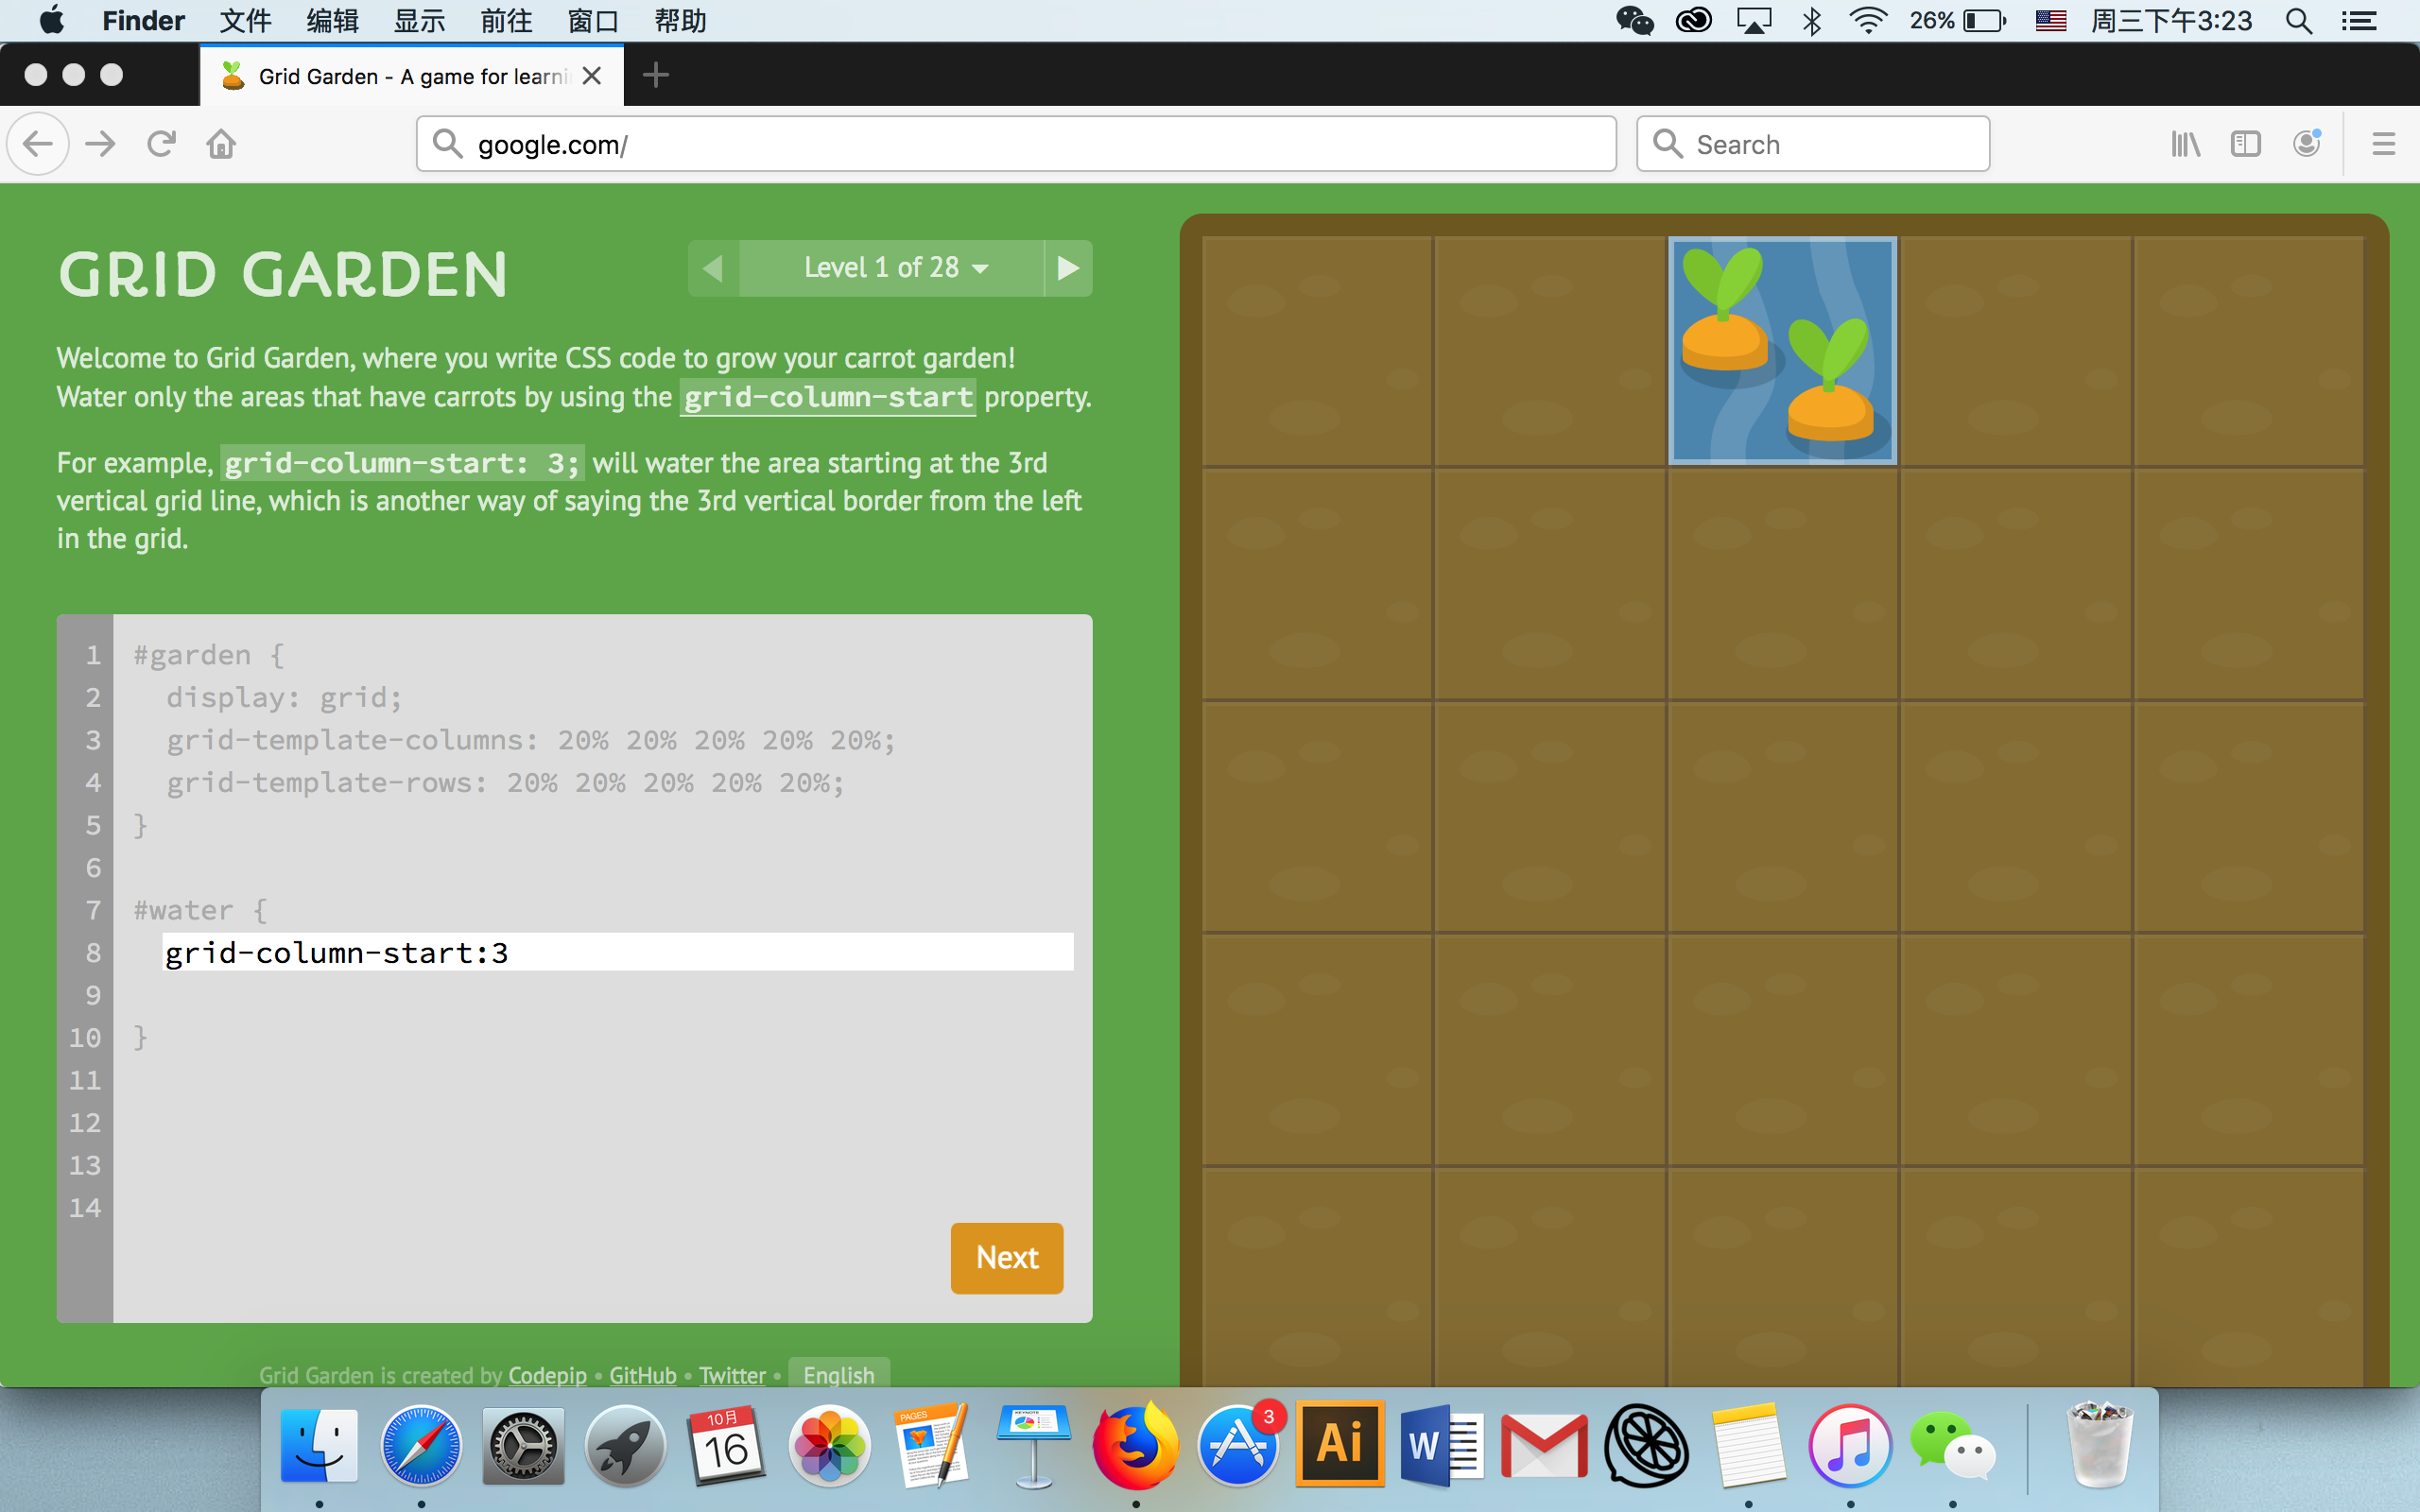 Finder 文件 编辑 显示 前往 窗口 帮助 26% 周三下午3:23
Grid Garden - A game for learni
google.com/ Search
GRID GARDEN
Level 1 of 28
Welcome to Grid Garden, where you write CSS code to grow your carrot garden!
Water only the areas that have carrots by using the grid-column-start property.
For example, grid-column-start: 3; will water the area starting at the 3rd
vertical grid line, which is another way of saying the 3rd vertical border from the left
in the grid.
1 #garden {
2 display: grid;
3 grid-template-columns: 20% 20% 20% 20% 20%;
4 grid-template-rows: 20% 20% 20% 20% 20%;
5 }
6
7 #water {
8 grid-column-start:3
9
10 }
11
12
13
14
Next
Grid Garden is created by Codepip • GitHub • Twitter • English
10月
16
PAGES
KEYNOTE
3
Ai
W